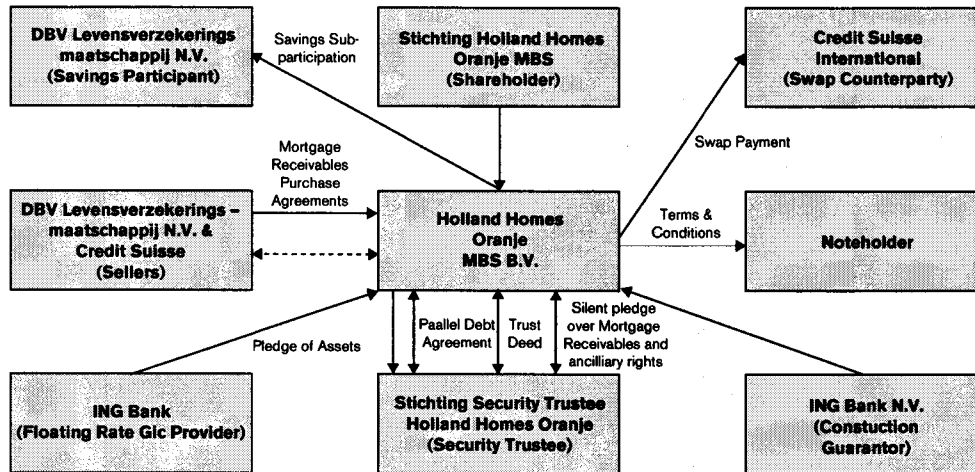 DBV Levensverzekerings
maatschappij N.V.
(Savings Participant)
Savings Sub-
participation
Stichting Holland Homes
Oranje MBS
(Shareholder)
Credit Suisse
International
(Swap Counterparty)
Mortgage
Receivables
Purchase
Agreements
Swap Payment
DBV Levensverzekerings –
maatschappij N.V. &
Credit Suisse
(Sellers)
Holland Homes
Oranje
MBS B.V.
Terms &
Conditions
Noteholder
Pledge of Assets
Paallel Debt
Agreement
Trust
Deed
Silent pledge
over Mortgage
Receivables and
ancilliary rights
ING Bank
(Floating Rate Gic Provider)
Stichting Security Trustee
Holland Homes Oranje
(Security Trustee)
ING Bank N.V.
(Constuction
Guarantor)